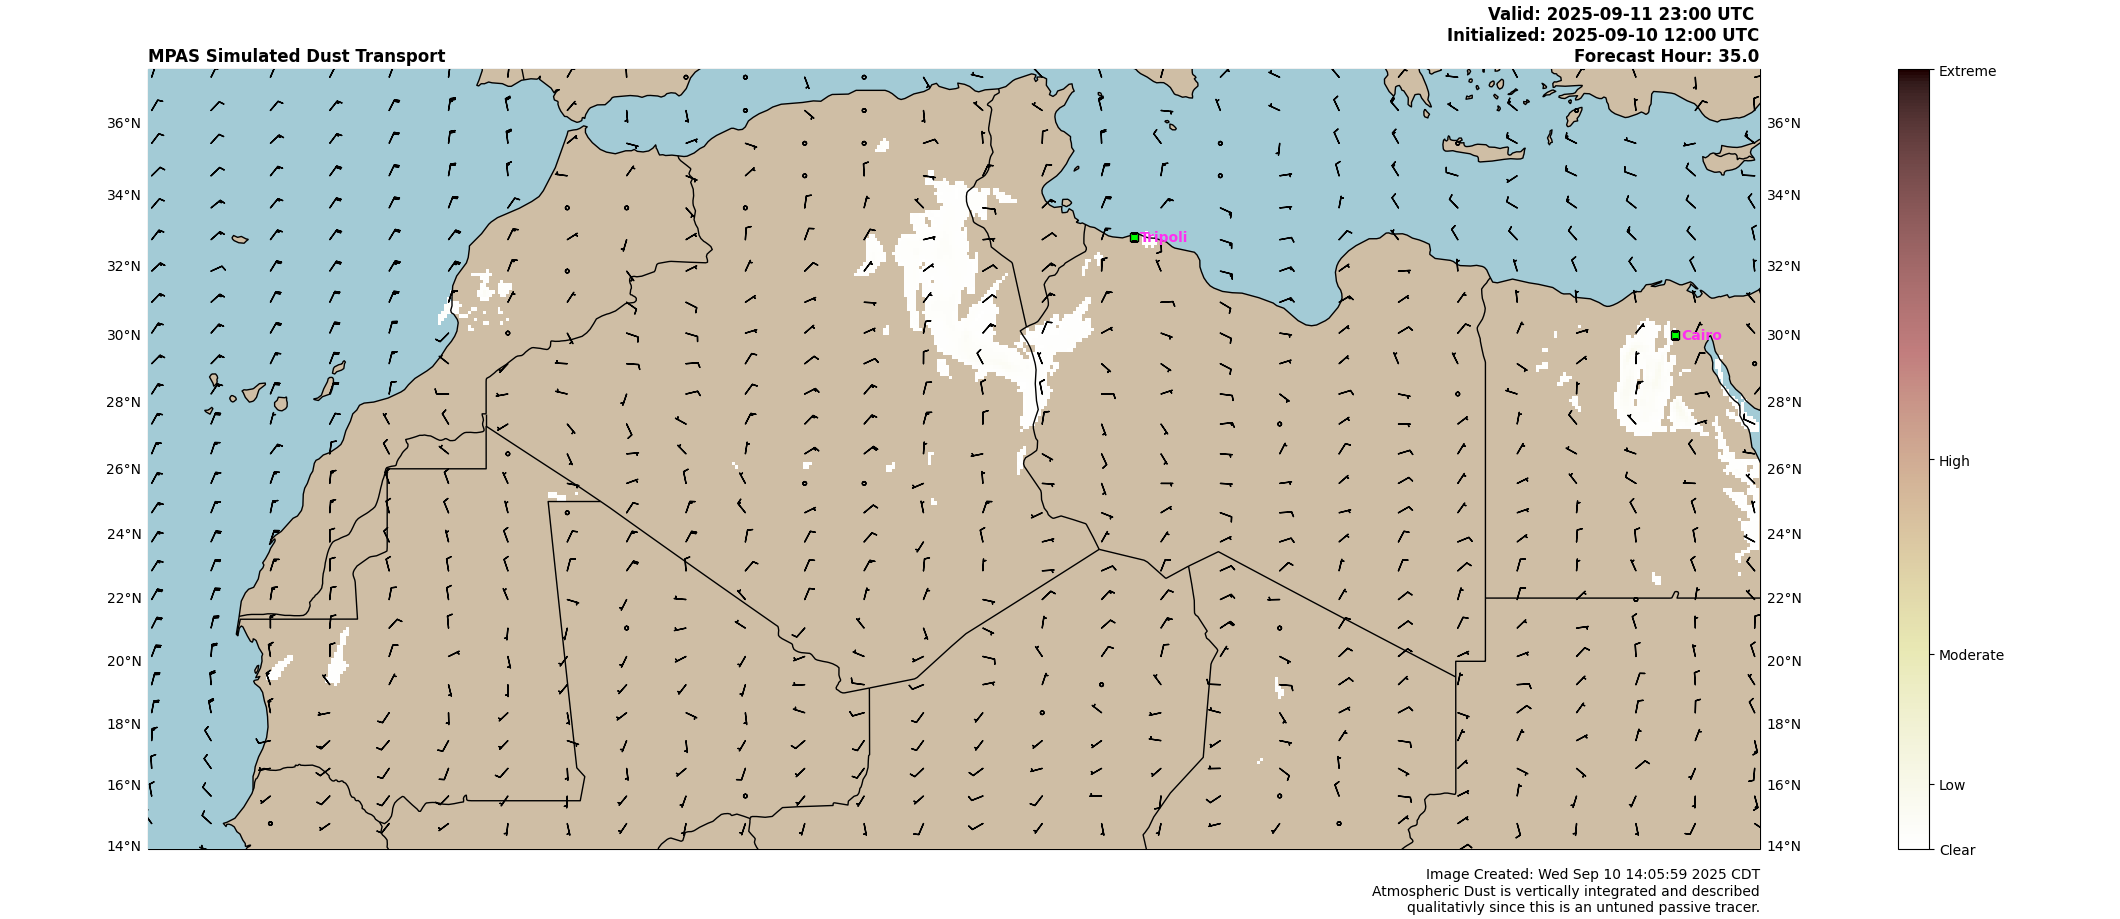 Valid: 2025-09-11 23:00 UTC
Initialized: 2025-09-10 12:00 UTC
MPAS Simulated Dust Transport
Forecast Hour: 35.0
Extreme
36°N
36°N
34°N
34°N
Tripoli
32°N
32°N
30°N
Cairo
30°N
28°N
28°N
26°N
26°N
High
24°N
24°N
22°N
22°N
20°N
20°N
Moderate
18°N
18°N
16°N
16°N
Low
14°N
14°N
Clear
Image Created: Wed Sep 10 14:05:59 2025 CDT
Atmospheric Dust is vertically integrated and described
qualitativly since this is an untuned passive tracer.